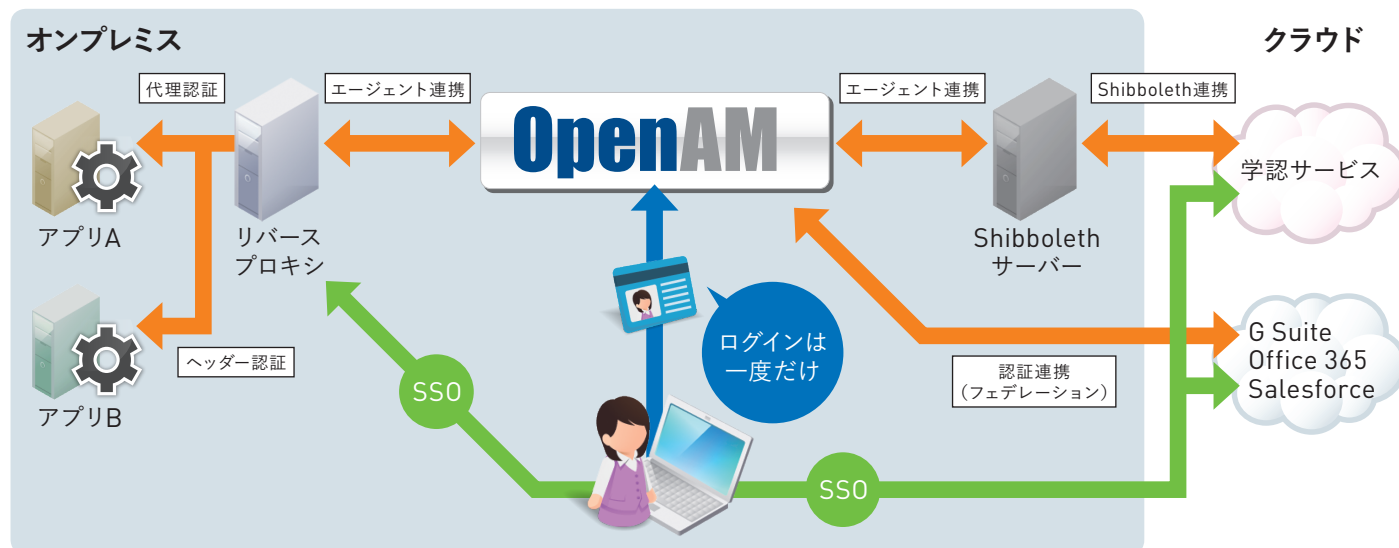 オンプレミス
クラウド
代理認証
エージェント連携
エージェント連携
Shibboleth連携
OpenAM
学認サービス
アプリA
リバース
プロキシ
Shibboleth
サーバー
ログインは
一度だけ
ヘッダー認証
認証連携
（フェデレーション）
G Suite
Office 365
Salesforce
アプリB
SSO
SSO